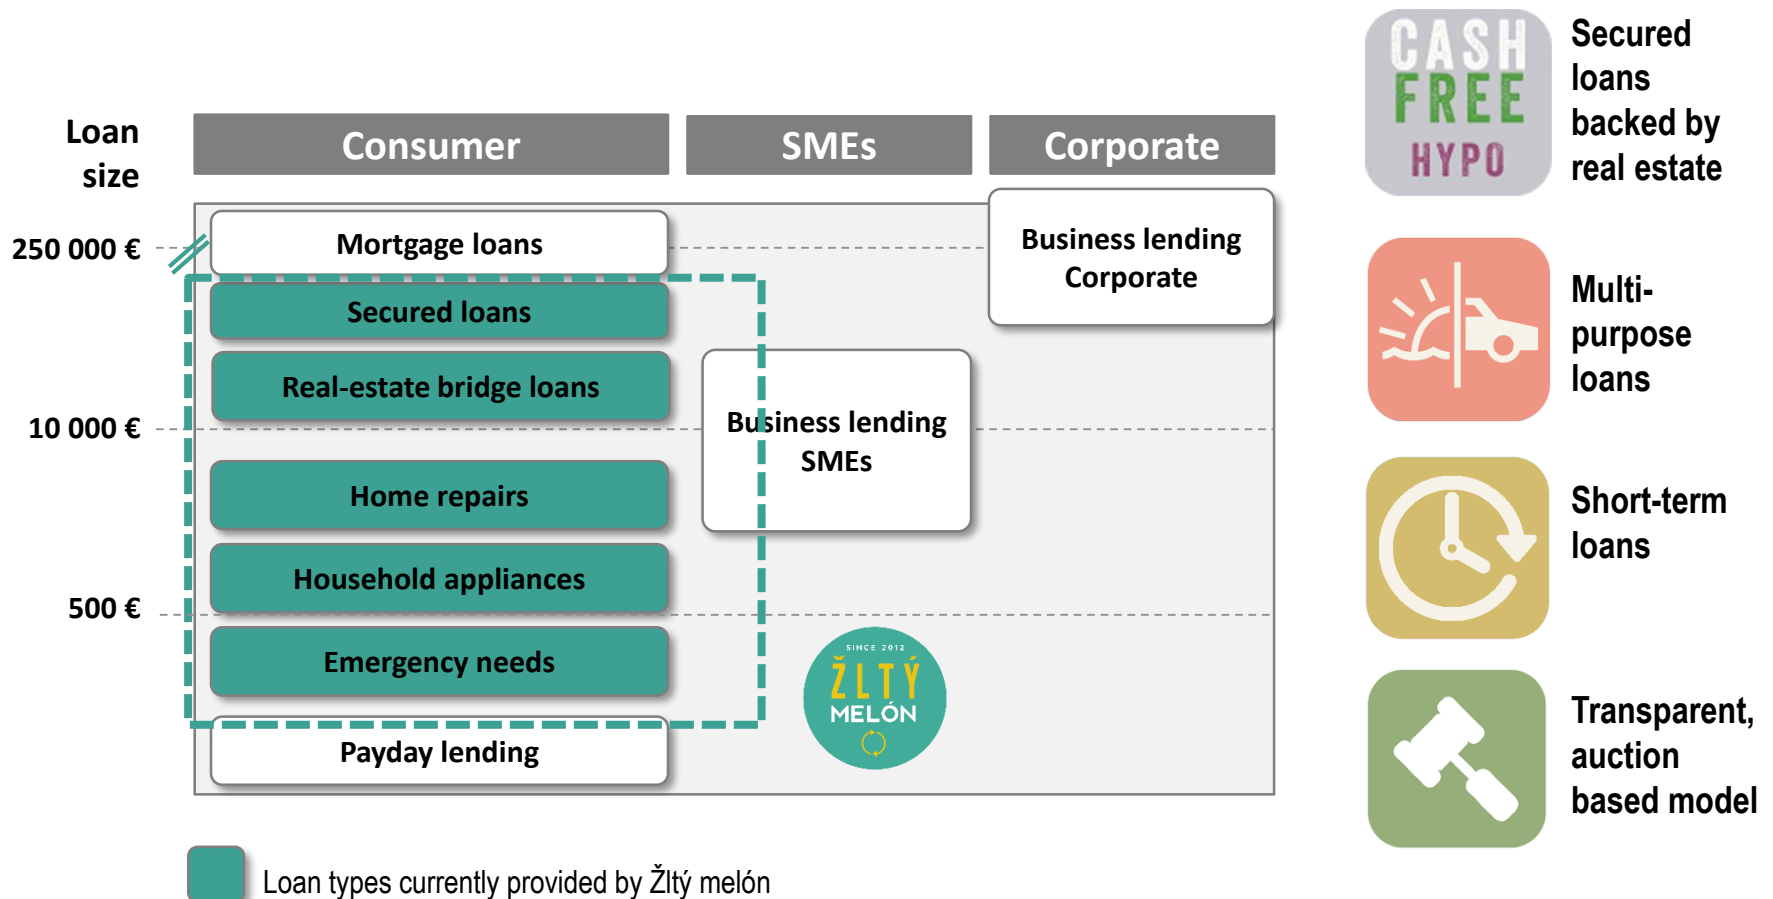 Loan
size
Consumer
SMEs
Corporate
250 000 €
Mortgage loans
Secured loans
Real-estate bridge loans
10 000 €
Home repairs
Household appliances
500 €
Emergency needs
Payday lending
Business lending
SMEs
Business lending
Corporate
SINCE 2012
ŽLTÝ
MELÓN
Loan types currently provided by Žltý melón
CASH
FREE
HYPO
Secured
loans
backed by
real estate
Multi-
purpose
loans
Short-term
loans
Transparent,
auction
based model